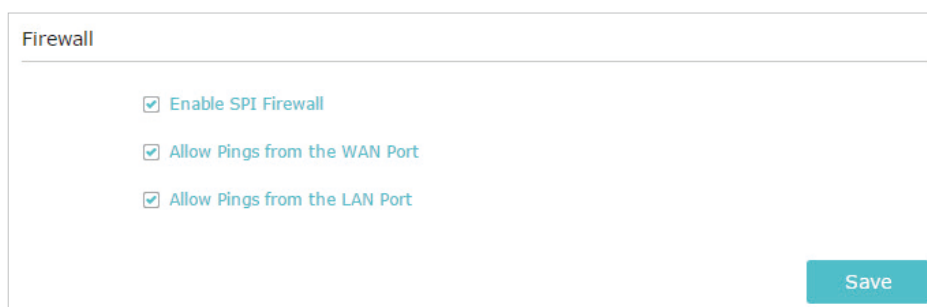 Firewall
Enable SPI Firewall
Allow Pings from the WAN Port
Allow Pings from the LAN Port
Save